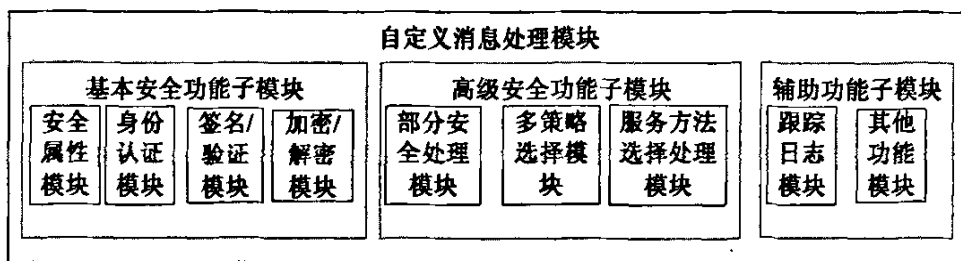 自定义消息处理模块
基本安全功能子模块
安全
属性
模块
身份
认证
模块
签名/
验证
模块
加密/
解密
模块
高级安全功能子模块
部分安
全处理
模块
多策略
选择模
块
服务方法
选择处理
模块
辅助功能子模块
跟踪
日志
模块
其他
功能
模块